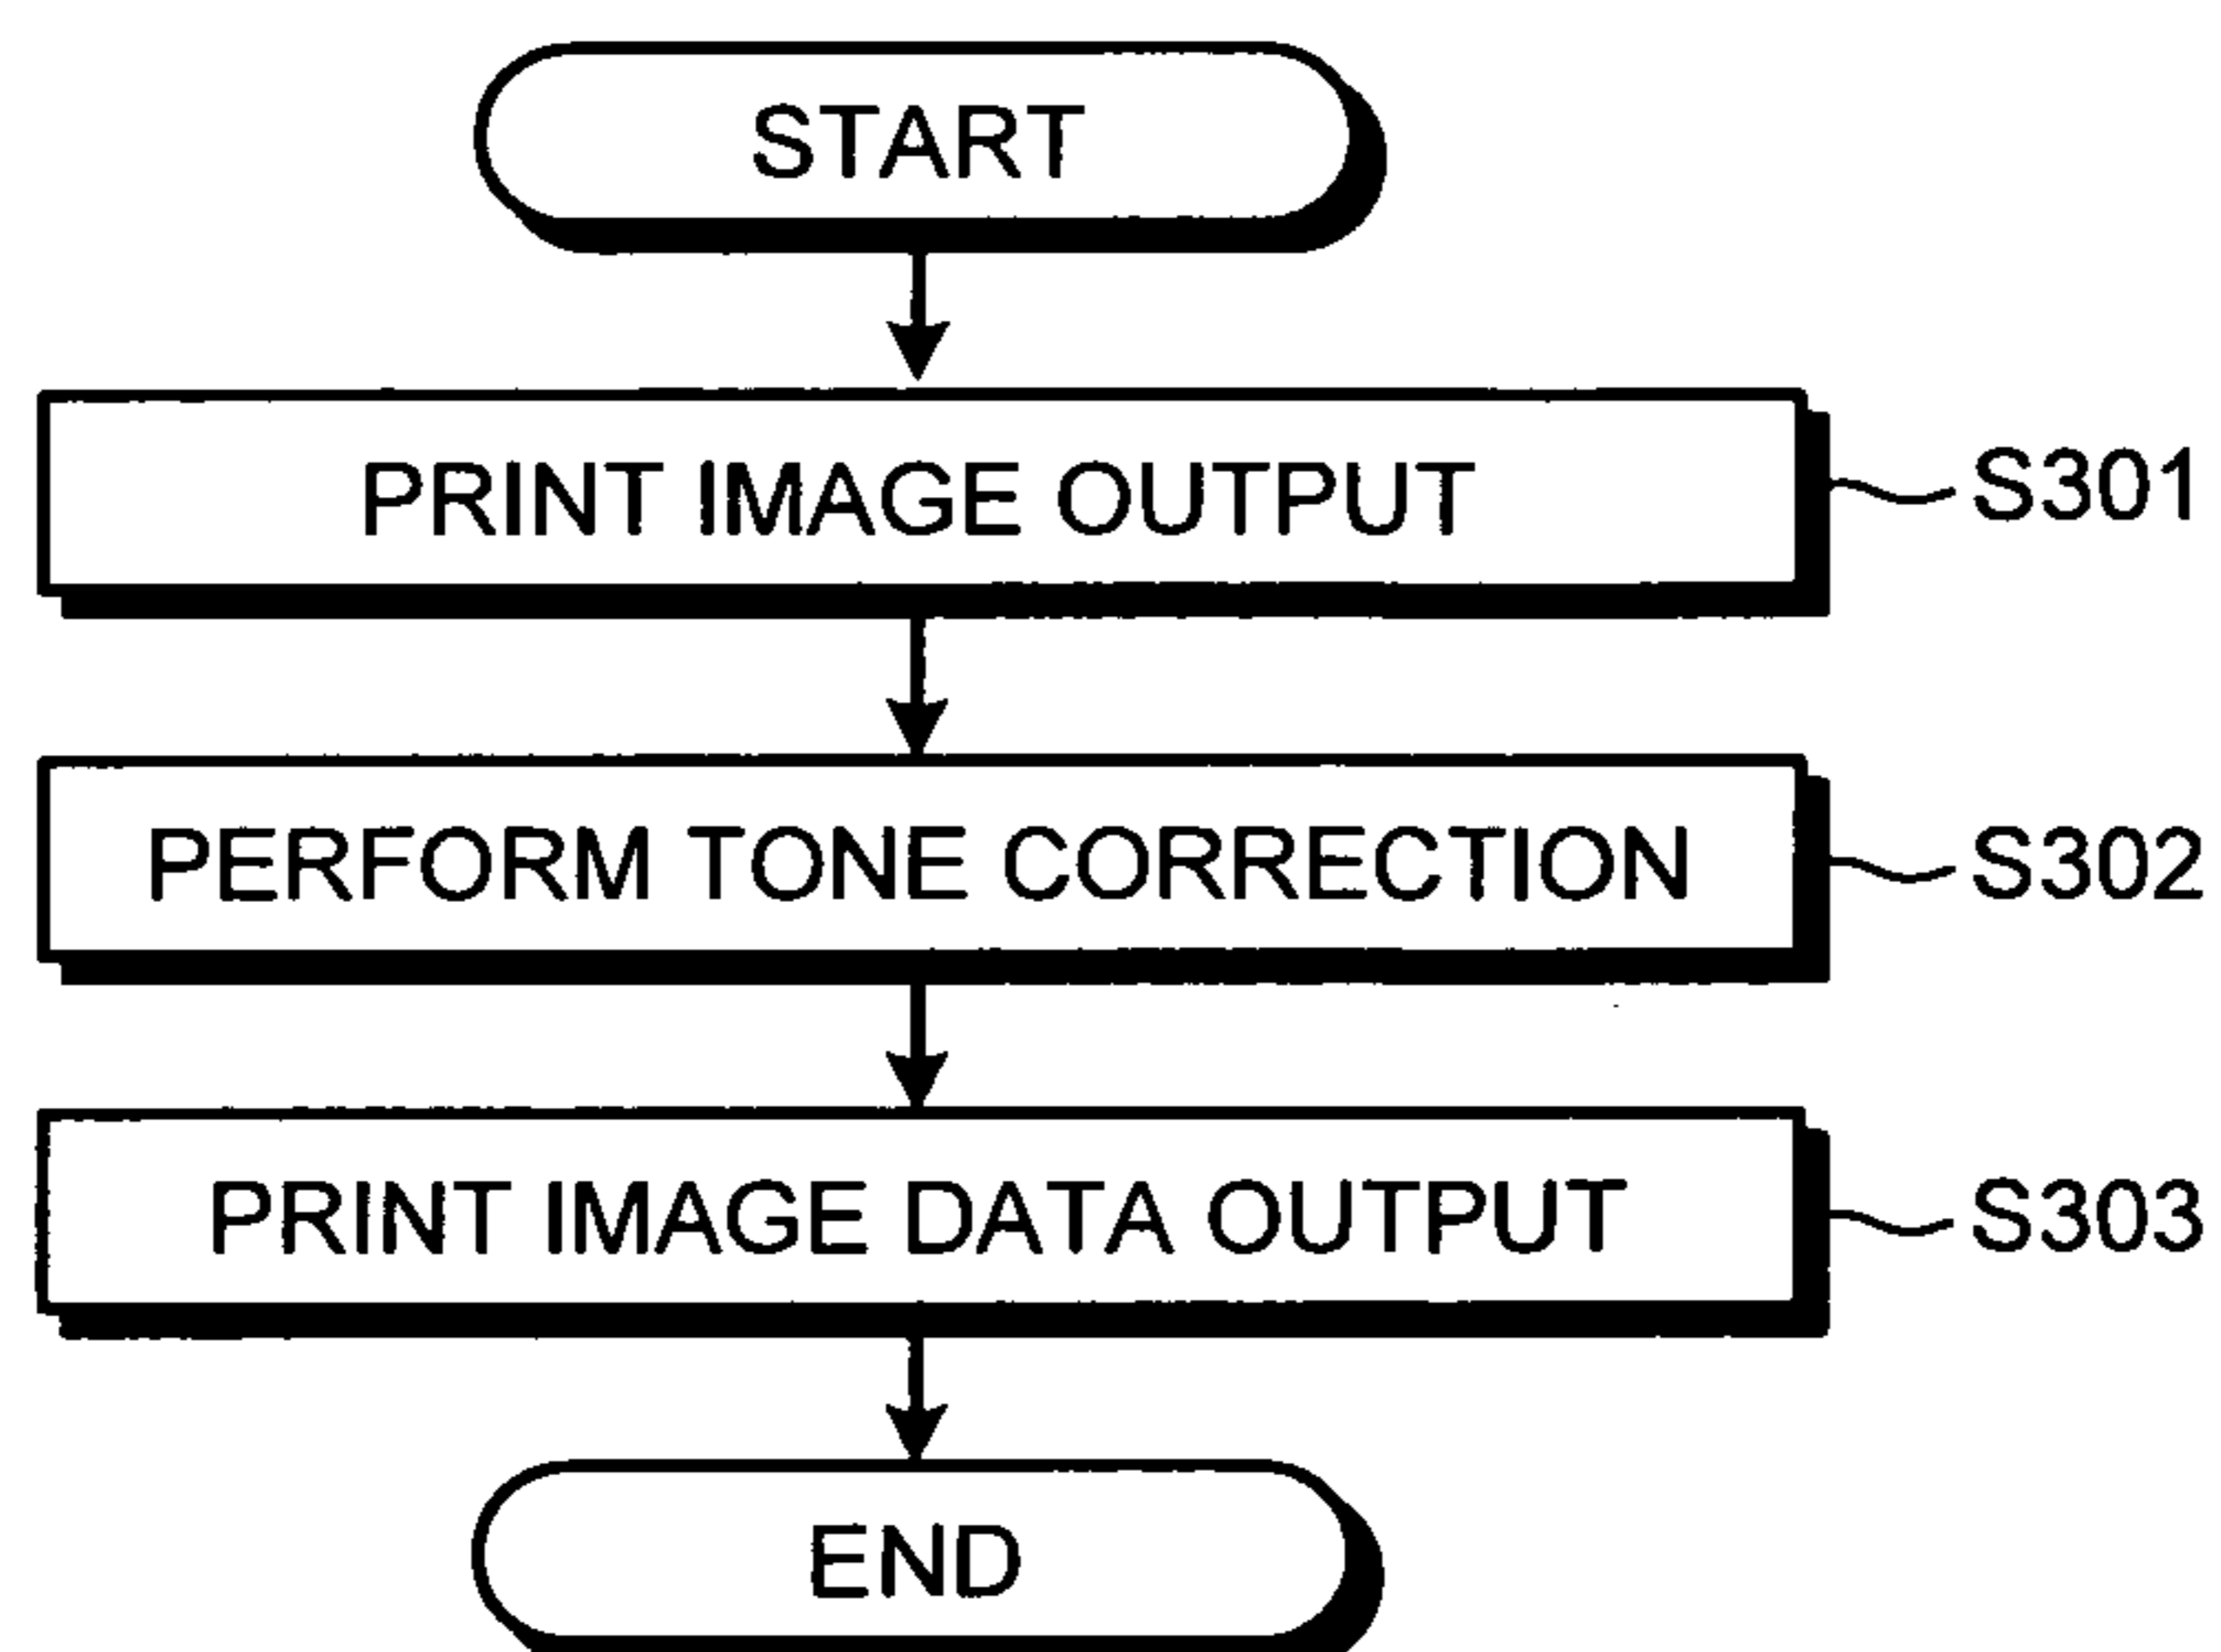 START
PRINT IMAGE OUTPUT
S301
PERFORM TONE CORRECTION
S302
PRINT IMAGE DATA OUTPUT
S303
END